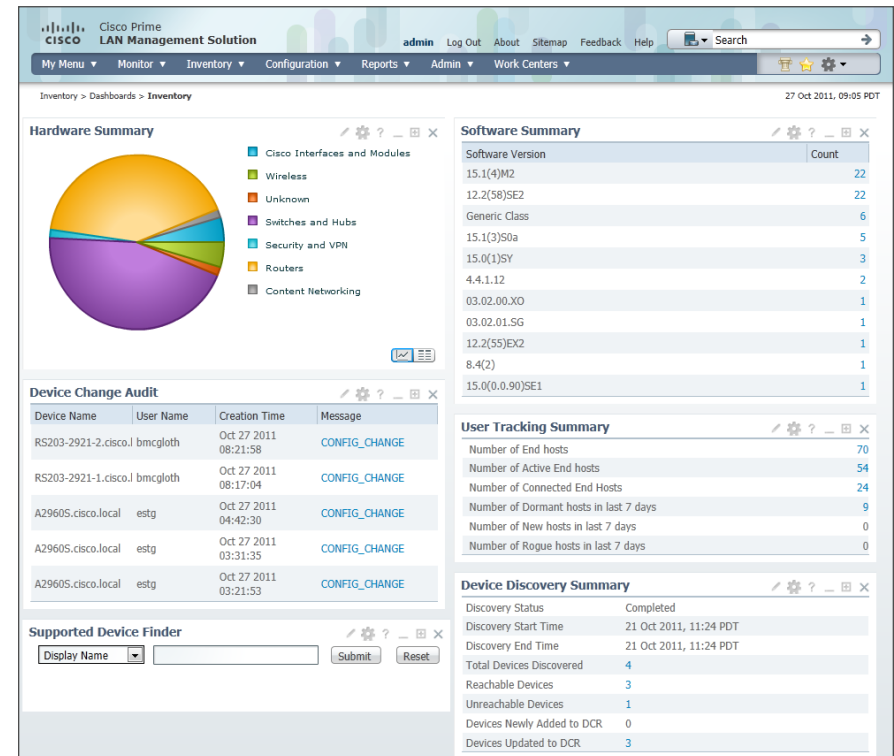 Cisco Prime
CISCO LAN Management Solution
admin Log Out About Sitemap Feedback Help Search
My Menu Monitor Inventory Configuration Reports Admin Work Centers
Inventory > Dashboards > Inventory 27 Oct 2011, 09:05 PDT
Hardware Summary
Cisco Interfaces and Modules
Wireless
Unknown
Switches and Hubs
Security and VPN
Routers
Content Networking
Device Change Audit
Device Name User Name Creation Time Message
RS203-2921-2.cisco.l bmcgloth Oct 27 2011 08:21:58 CONFIG_CHANGE
RS203-2921-1.cisco.l bmcgloth Oct 27 2011 08:17:04 CONFIG_CHANGE
A2960S.cisco.local estg Oct 27 2011 04:42:30 CONFIG_CHANGE
A2960S.cisco.local estg Oct 27 2011 03:31:35 CONFIG_CHANGE
A2960S.cisco.local estg Oct 27 2011 03:21:53 CONFIG_CHANGE
Supported Device Finder
Display Name Submit Reset
Software Summary
Software Version Count
15.1(4)M2 22
12.2(58)SE2 22
Generic Class 6
15.1(3)S0a 5
15.0(1)SY 3
4.4.1.12 2
03.02.00.XO 1
03.02.01.SG 1
12.2(55)EX2 1
8.4(2) 1
15.0(0.0.90)SE1 1
User Tracking Summary
Number of End hosts 70
Number of Active End hosts 54
Number of Connected End Hosts 24
Number of Dormant hosts in last 7 days 9
Number of New hosts in last 7 days 0
Number of Rogue hosts in last 7 days 0
Device Discovery Summary
Discovery Status Completed
Discovery Start Time 21 Oct 2011, 11:24 PDT
Discovery End Time 21 Oct 2011, 11:24 PDT
Total Devices Discovered 4
Reachable Devices 3
Unreachable Devices 1
Devices Newly Added to DCR 0
Devices Updated to DCR 3